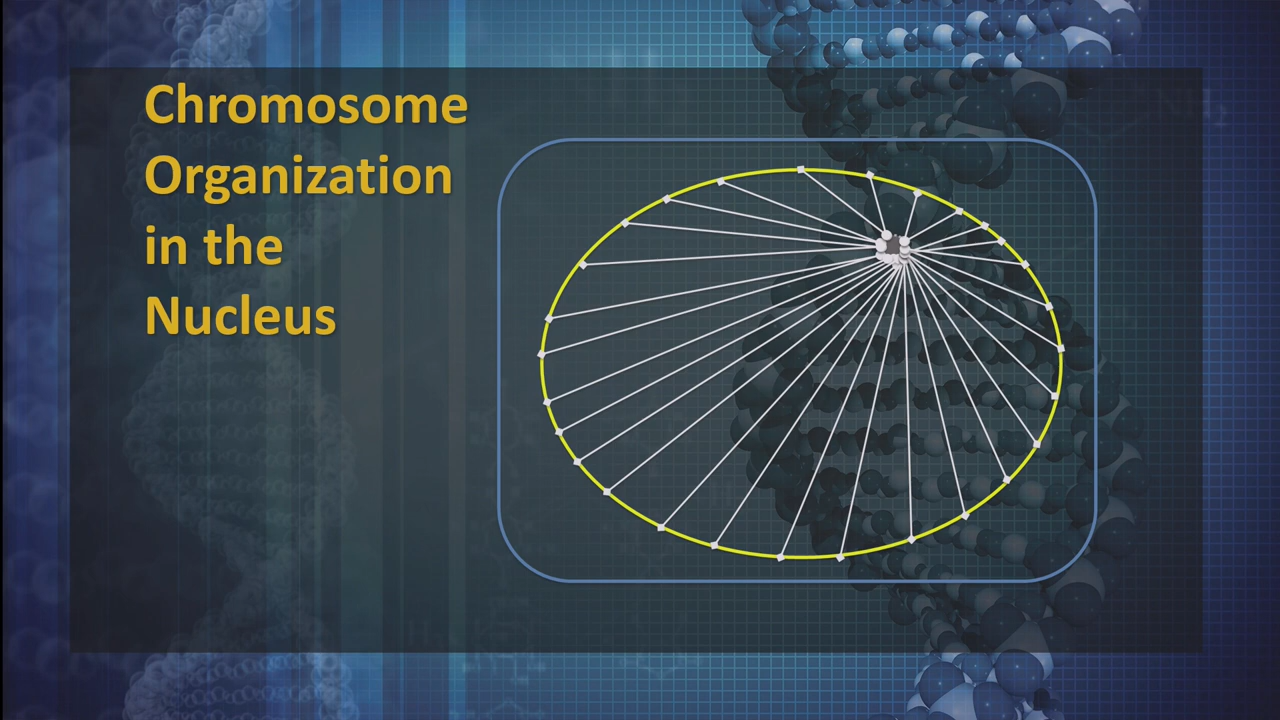 Chromosome
Organization
in the
Nucleus